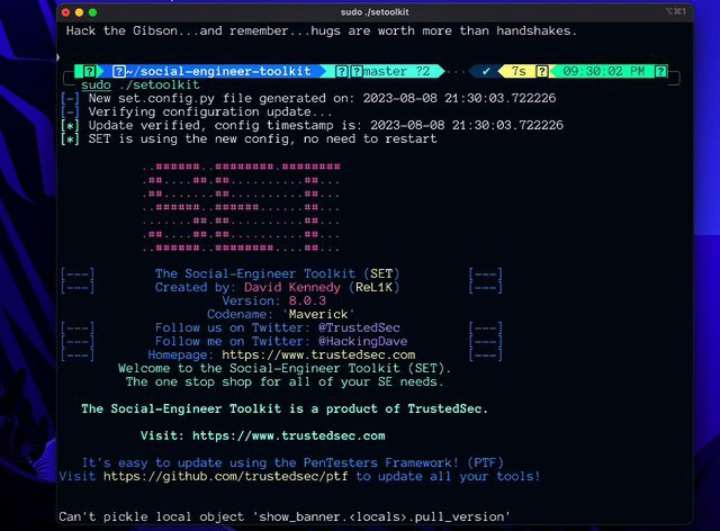 sudo ./setoolkit
⌥⌘1
Hack the Gibson...and remember...hugs are worth more than handshakes.
~/social-engineer-toolkit master ?2 ··· ✔ 7s 09:30:02 PM
sudo ./setoolkit
[-] New set.config.py file generated on: 2023-08-08 21:30:03.722226
[-] Verifying configuration update...
[*] Update verified, config timestamp is: 2023-08-08 21:30:03.722226
[*] SET is using the new config, no need to restart
..######..########.########
.##....##.##..........##...
.##.......##..........##...
..######..######......##...
.......##.##..........##...
.##....##.##..........##...
..######..########....##...
[---] The Social-Engineer Toolkit (SET) [---]
[---] Created by: David Kennedy (ReL1K) [---]
Version: 8.0.3
Codename: 'Maverick'
[---] Follow us on Twitter: @TrustedSec [---]
[---] Follow me on Twitter: @HackingDave [---]
[---] Homepage: https://www.trustedsec.com [---]
Welcome to the Social-Engineer Toolkit (SET).
The one stop shop for all of your SE needs.
The Social-Engineer Toolkit is a product of TrustedSec.
Visit: https://www.trustedsec.com
It's easy to update using the PenTesters Framework! (PTF)
Visit https://github.com/trustedsec/ptf to update all your tools!
Can't pickle local object 'show_banner.<locals>.pull_version'